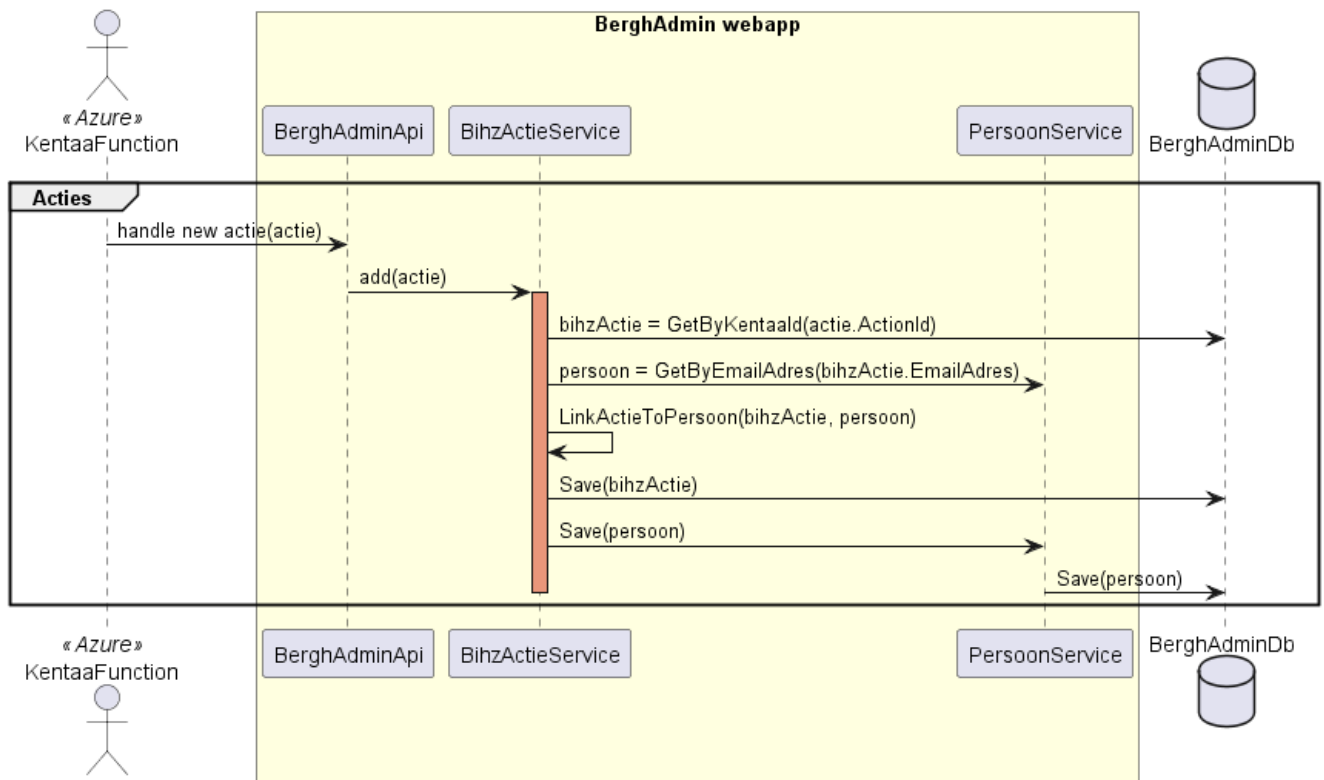 BerghAdmin webapp
« Azure »
KentaaFunction
BerghAdminApi
BihzActieService
PersoonService
BerghAdminDb
Acties
handle new actie(actie)
add(actie)
bihzActie = GetByKentaaId(actie.ActionId)
persoon = GetByEmailAdres(bihzActie.EmailAdres)
LinkActieToPersoon(bihzActie, persoon)
Save(bihzActie)
Save(persoon)
Save(persoon)
« Azure »
KentaaFunction
BerghAdminApi
BihzActieService
PersoonService
BerghAdminDb